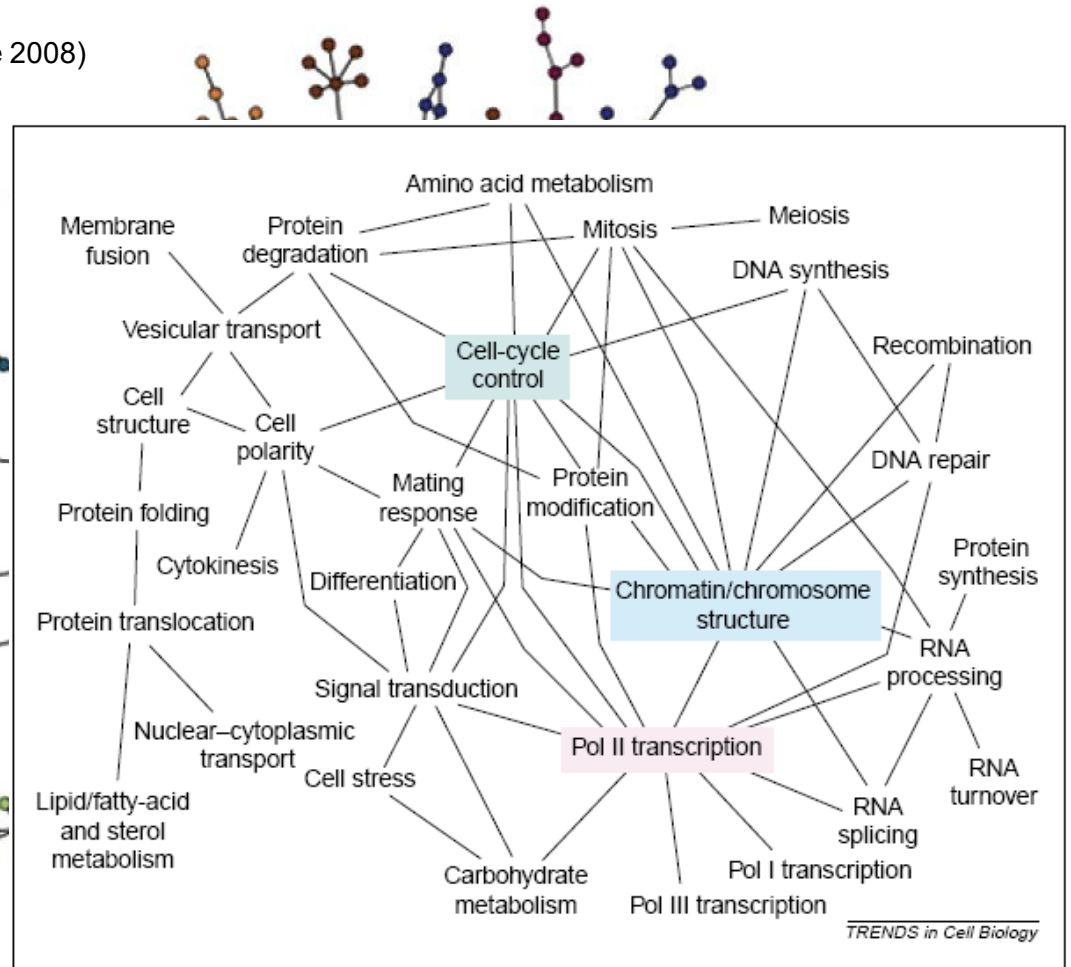 2008)
Amino acid metabolism
Membrane
fusion
Protein
degradation
Mitosis
Meiosis
DNA synthesis
Vesicular transport
Cell-cycle
control
Recombination
Cell
structure
Cell
polarity
DNA repair
Mating
response
Protein
modification
Protein folding
Cytokinesis
Differentiation
Chromatin/chromosome
structure
Protein
synthesis
Protein translocation
RNA
processing
Signal transduction
Nuclear–cytoplasmic
transport
Pol II transcription
Cell stress
RNA
turnover
Lipid/fatty-acid
and sterol
metabolism
RNA
splicing
Carbohydrate
metabolism
Pol I transcription
Pol III transcription
TRENDS in Cell Biology